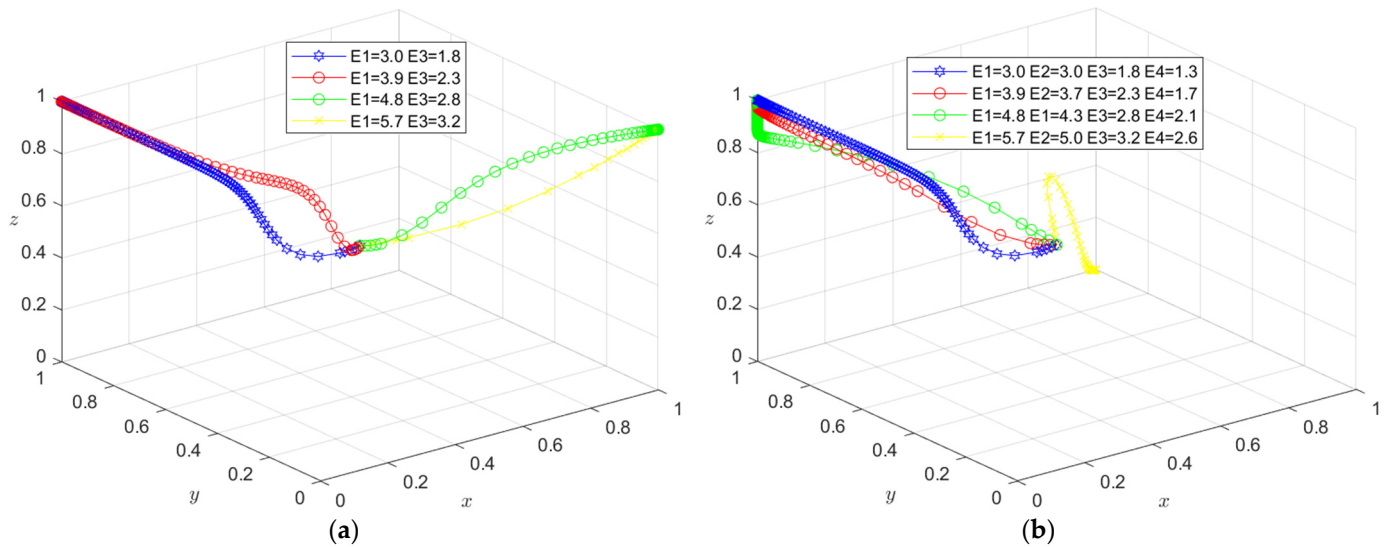 E1=3.0 E3=1.8
E1=3.9 E3=2.3
E1=4.8 E3=2.8
E1=5.7 E3=3.2
1
0.8
0.6
z
0.4
0.2
0
1
0.8
0.6
0.4
y
0.2
0
0
0.2
0.4
x
0.6
0.8
1
(a)
E1=3.0 E2=3.0 E3=1.8 E4=1.3
E1=3.9 E2=3.7 E3=2.3 E4=1.7
E1=4.8 E1=4.3 E3=2.8 E4=2.1
E1=5.7 E2=5.0 E3=3.2 E4=2.6
1
0.8
0.6
z
0.4
0.2
0
1
0.8
0.6
0.4
y
0.2
0
0
0.2
0.4
x
0.6
0.8
1
(b)